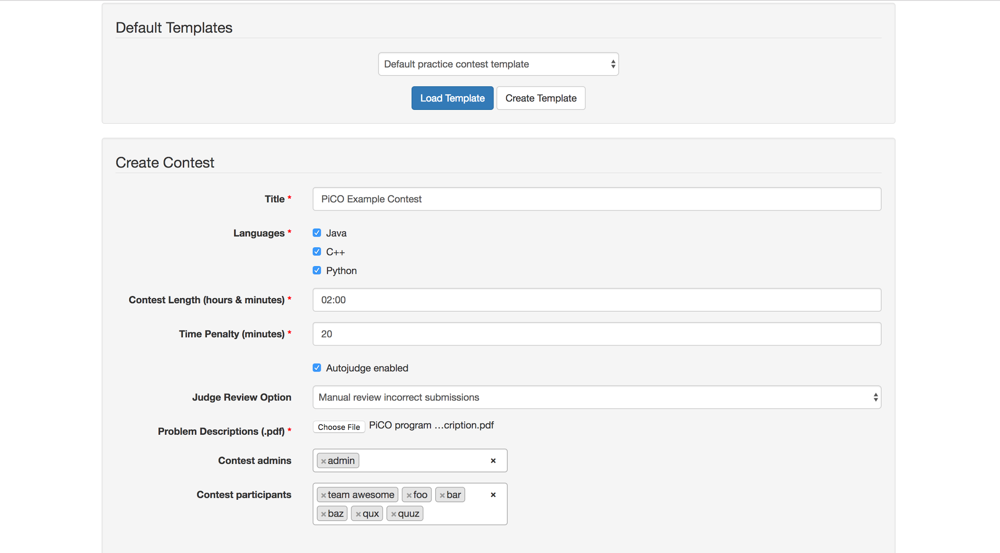 Default Templates
Default practice contest template
Load Template Create Template
Create Contest
Title * PiCO Example Contest
Languages * Java
C++
Python
Contest Length (hours & minutes) * 02:00
Time Penalty (minutes) * 20
Autojudge enabled
Judge Review Option Manual review incorrect submissions
Problem Descriptions (.pdf) * Choose File PiCO program ...cription.pdf
Contest admins ×admin ×
Contest participants ×team awesome ×foo ×bar ×
×baz ×qux ×quuz